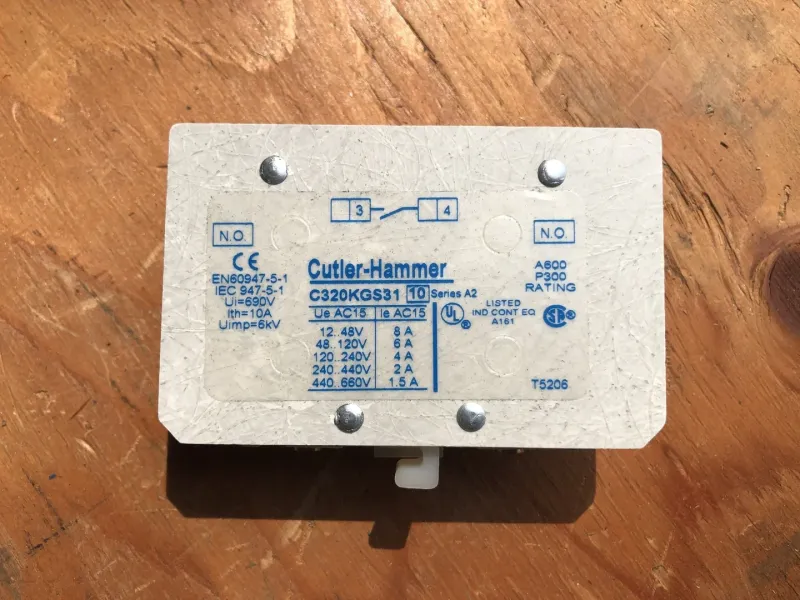 3 4
N.O.
N.O.
CE
EN60947-5-1
IEC 947-5-1
Ui=690V
Ith=10A
Uimp=6kV
Cutler-Hammer
C320KGS31 10 Series A2
Ue AC15 Ie AC15
12..48V 8 A
48..120V 6 A
120..240V 4 A
240..440V 2 A
440..660V 1.5 A
UL
LISTED
IND CONT EQ
A161
SA
A600
P300
RATING
T5206